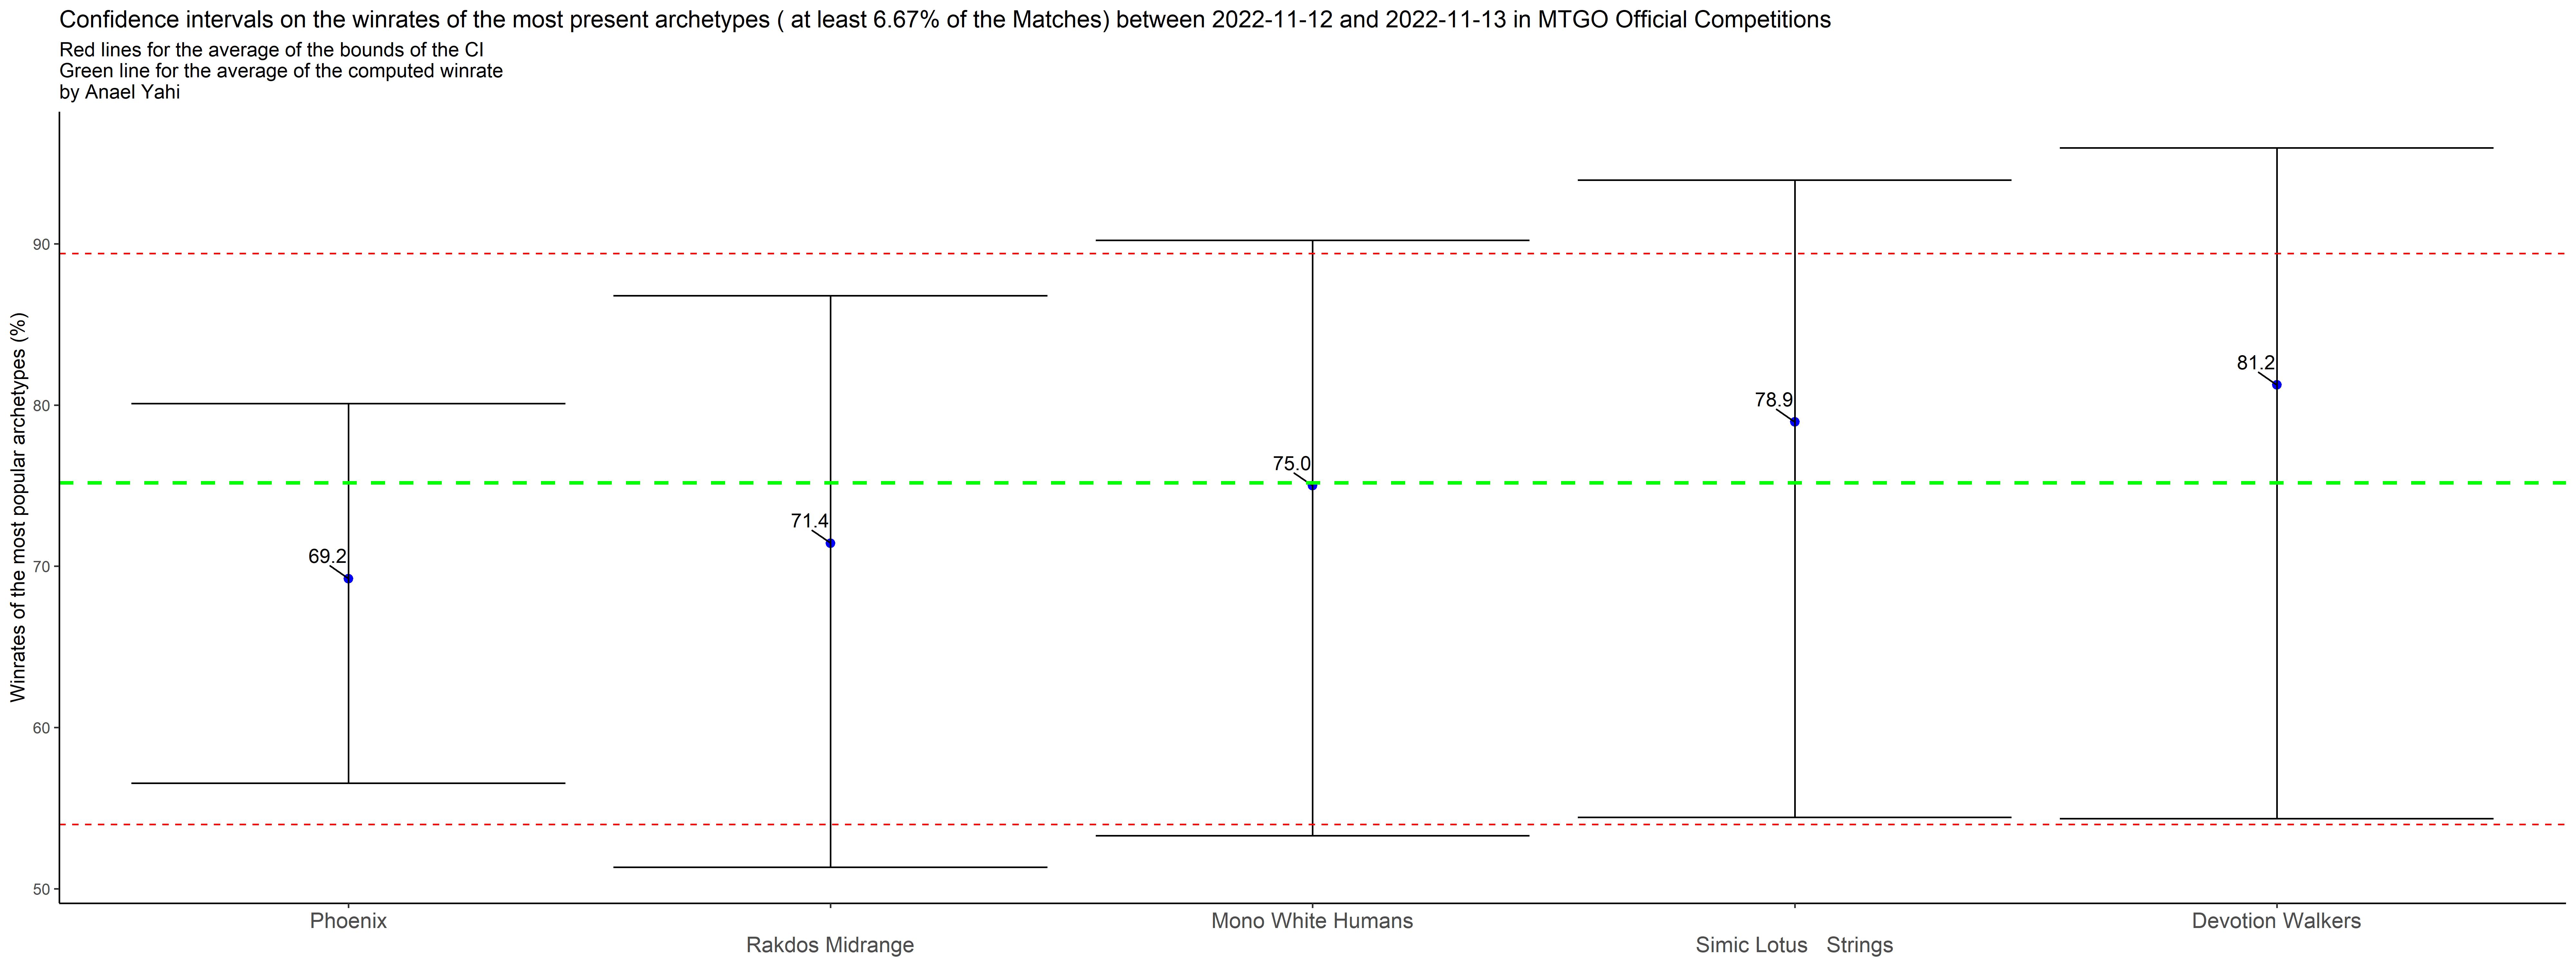 Confidence intervals on the winrates of the most present archetypes ( at least 6.67% of the Matches) between 2022-11-12 and 2022-11-13 in MTGO Official Competitions
Red lines for the average of the bounds of the CI
Green line for the average of the computed winrate
by Anael Yahi
Winrates of the most popular archetypes (%)
90
80
70
60
50
69.2
71.4
75.0
78.9
81.2
Phoenix
Rakdos Midrange
Mono White Humans
Simic Lotus   Strings
Devotion Walkers